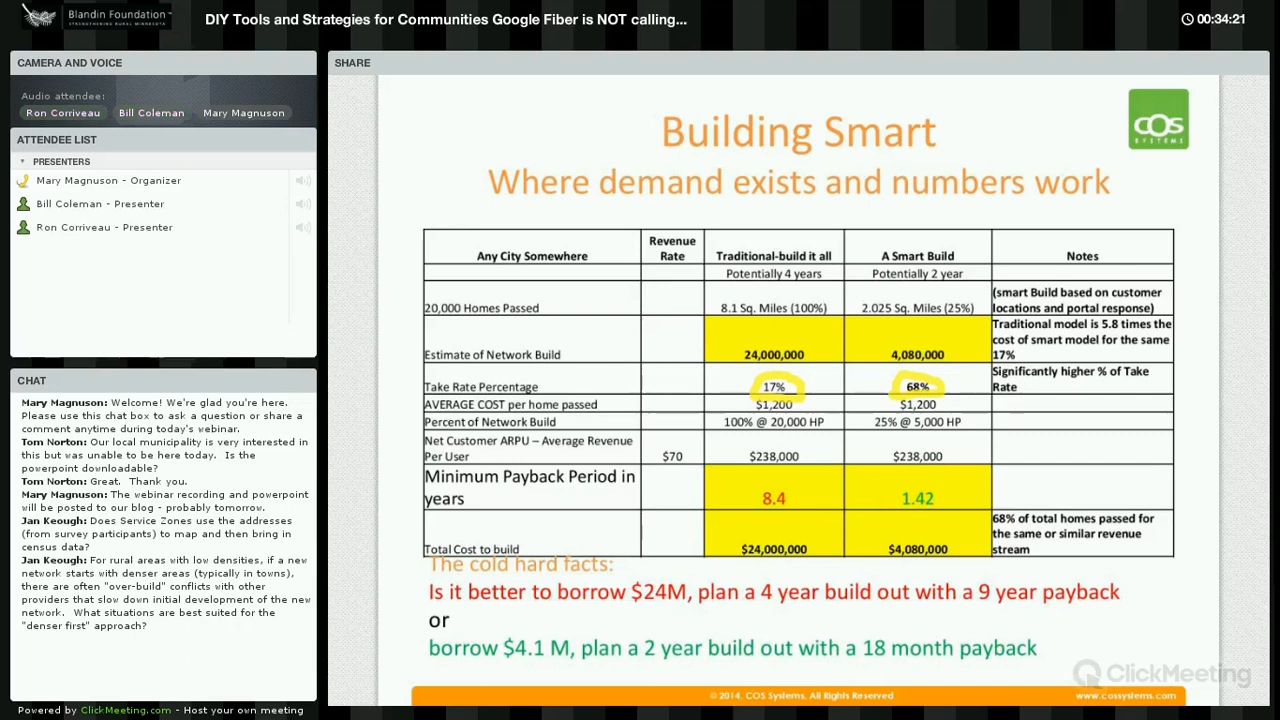 Blandin Foundation™
STRENGTHENING RURAL MINNESOTA
DIY Tools and Strategies for Communities Google Fiber is NOT calling...
00:34:21
CAMERA AND VOICE
Audio attendee:
Ron Corriveau Bill Coleman Mary Magnuson
ATTENDEE LIST
PRESENTERS
Mary Magnuson - Organizer
Bill Coleman - Presenter
Ron Corriveau - Presenter
CHAT
Mary Magnuson: Welcome! We're glad you're here.
Please use this chat box to ask a question or share a
comment anytime during today's webinar.
Tom Norton: Our local municipality is very interested in
this but was unable to be here today. Is the
powerpoint downloadable?
Tom Norton: Great. Thank you.
Mary Magnuson: The webinar recording and powerpoint
will be posted to our blog - probably tomorrow.
Jan Keough: Does Service Zones use the addresses
(from survey participants) to map and then bring in
census data?
Jan Keough: For rural areas with low densities, if a new
network starts with denser areas (typically in towns),
there are often "over-build" conflicts with other
providers that slow down initial development of the new
network. What situations are best suited for the
"denser first" approach?
Powered by ClickMeeting.com - Host your own meeting
SHARE
COS
SYSTEMS
Building Smart
Where demand exists and numbers work
Any City Somewhere Revenue Rate Traditional-build it all A Smart Build Notes
Potentially 4 years Potentially 2 year
20,000 Homes Passed 8.1 Sq. Miles (100%) 2.025 Sq. Miles (25%) (smart Build based on customer locations and portal response)
Estimate of Network Build 24,000,000 4,080,000 Traditional model is 5.8 times the cost of smart model for the same 17%
Take Rate Percentage 17% 68% Significantly higher % of Take Rate
AVERAGE COST per home passed $1,200 $1,200
Percent of Network Build 100% @ 20,000 HP 25% @ 5,000 HP
Net Customer ARPU – Average Revenue Per User $70 $238,000 $238,000
Minimum Payback Period in years 8.4 1.42
Total Cost to build $24,000,000 $4,080,000 68% of total homes passed for the same or similar revenue stream
The cold hard facts:
Is it better to borrow $24M, plan a 4 year build out with a 9 year payback
or
borrow $4.1 M, plan a 2 year build out with a 18 month payback
ClickMeeting
© 2014, COS Systems. All Rights Reserved www.cossystems.com